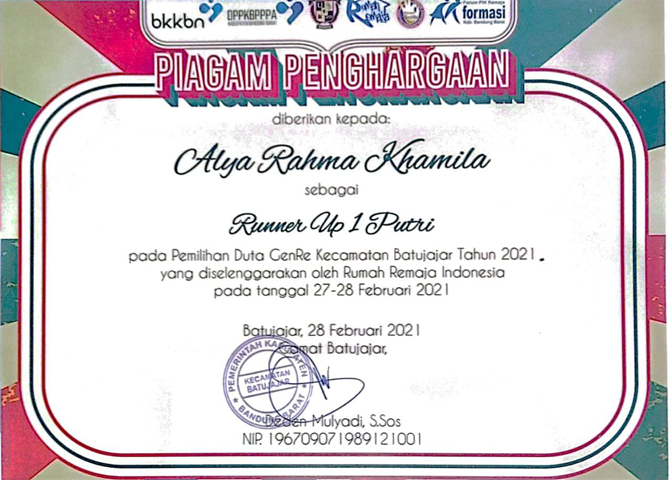 bkkbn
DPPKBPPPA
Rumah Remaja
Forum PIK Remaja
formasi
Kab. Bandung Barat
PIAGAM PENGHARGAAN
diberikan kepada:
Alya Rahma Khamila
sebagai
Runner Up 1 Putri
pada Pemilihan Duta GenRe Kecamatan Batujajar Tahun 2021.
yang diselenggarakan oleh Rumah Remaja Indonesia
pada tanggal 27-28 Februari 2021
Batujajar, 28 Februari 2021
Camat Batujajar,
PEMERINTAH KABUPATEN
KECAMATAN
BATUJAJAR
BANDUNG BARAT
Deden Mulyadi, S.Sos
NIP. 196709071989121001